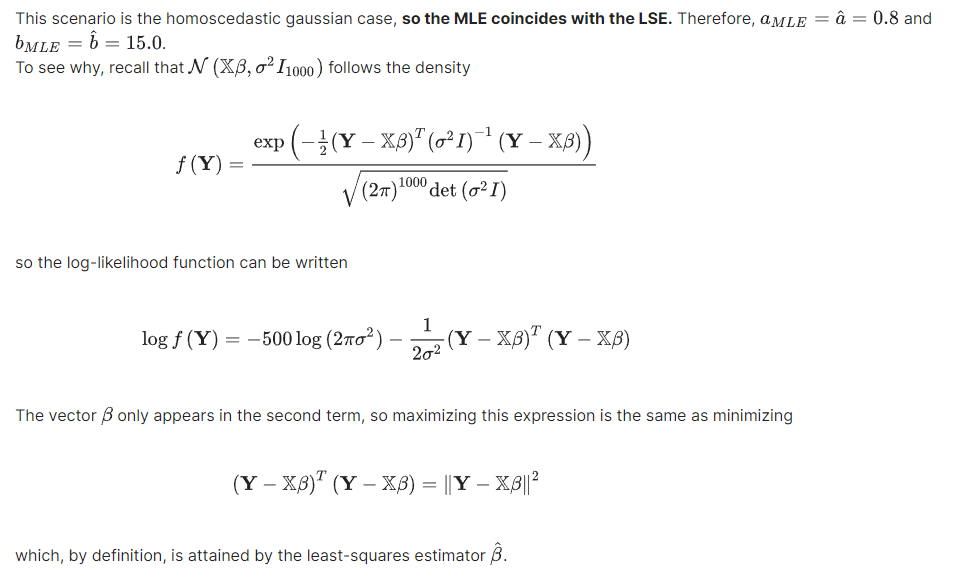 This scenario is the homoscedastic gaussian case, so the MLE coincides with the LSE. Therefore, $a_{MLE} = \hat{a} = 0.8$ and
$b_{MLE} = \hat{b} = 15.0$.
To see why, recall that $\mathcal{N}\left(\mathbb{X}\beta, \sigma^2 I_{1000}\right)$ follows the density
$f(\mathbf{Y}) = \frac{\exp\left(-\frac{1}{2}(\mathbf{Y} - \mathbb{X}\beta)^T (\sigma^2 I)^{-1} (\mathbf{Y} - \mathbb{X}\beta)\right)}{\sqrt{(2\pi)^{1000} \det(\sigma^2 I)}}$
so the log-likelihood function can be written
$\log f(\mathbf{Y}) = -500 \log(2\pi\sigma^2) - \frac{1}{2\sigma^2}(\mathbf{Y} - \mathbb{X}\beta)^T (\mathbf{Y} - \mathbb{X}\beta)$
The vector $\beta$ only appears in the second term, so maximizing this expression is the same as minimizing
$(\mathbf{Y} - \mathbb{X}\beta)^T (\mathbf{Y} - \mathbb{X}\beta) = \|\mathbf{Y} - \mathbb{X}\beta\|^2$
which, by definition, is attained by the least-squares estimator $\hat{\beta}$.